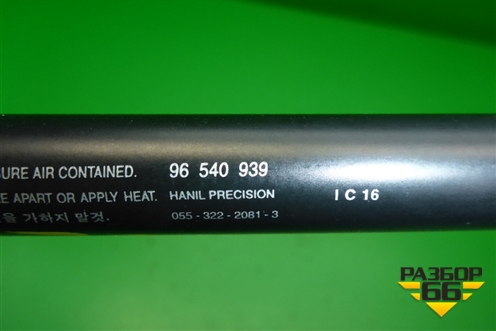 SURE AIR CONTAINED. 96 540 939
E APART OR APPLY HEAT. HANIL PRECISION I C 16
을 가하지 말것. 055-322-2081-3
РАЗБОР
66